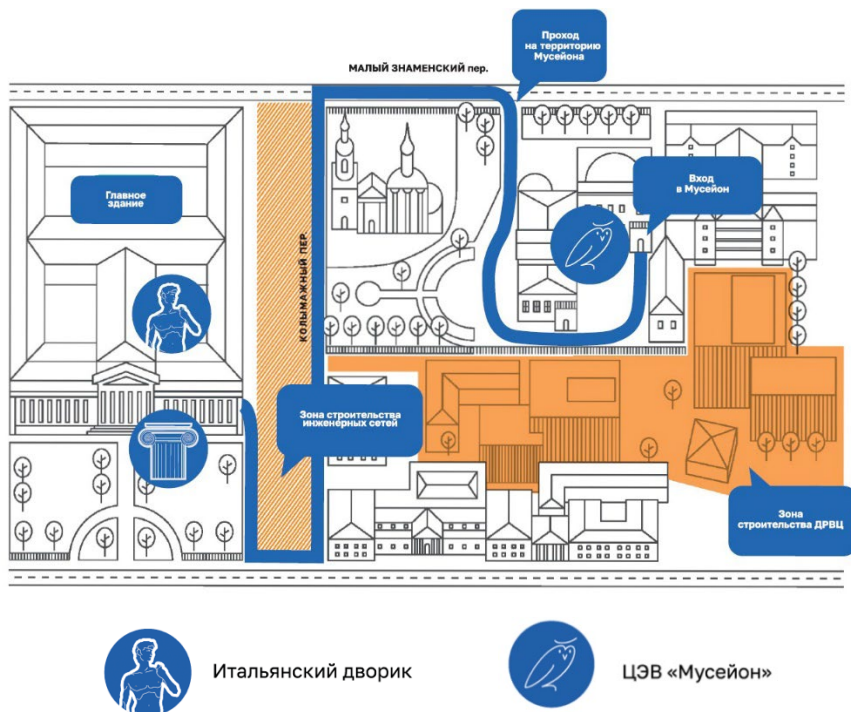 Проход
на территорию
Мусейона
МАЛЫЙ ЗНАМЕНСКИЙ пер.
Главное
здание
Вход
в Мусейон
КОЛЫМАЖНЫЙ ПЕР.
Зона строительства
инженерных сетей
Зона
строительства ДРВЦ
Итальянский дворик
ЦЭВ «Мусейон»